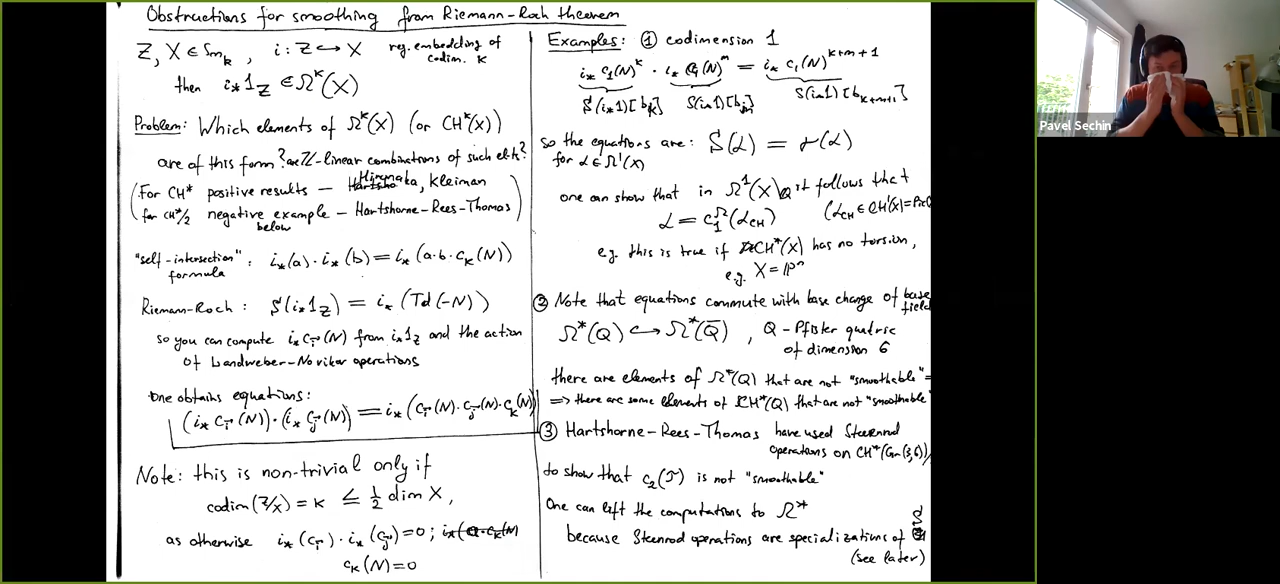 Obstructions for smoothing from Riemann-Roch theorem
Z, X ∈ Sm_k, i: Z ↪ X reg. embedding of codim. k
then i_* 1_Z ∈ Ω^k(X)
Problem: Which elements of Ω^k(X) (or CH^k(X))
are of this form? or Z-linear combinations of such elts?
(For CH* positive results – Hironaka, Kleiman
for CH*/2 negative example – Hartshorne-Rees-Thomas)
below
"self-intersection" formula: i_*(a)·i_*(b) = i_*(a·b·c_k(N))
Riemann-Roch: S(i_*1_Z) = i_*(Td(-N))
so you can compute i_* c_I(N) from i_*1_Z and the action
of Landweber-Novikov operations
One obtains equations:
(i_* c_I(N))·(i_* c_J(N)) = i_*(c_I(N)·c_J(N)·c_k(N))
Note: this is non-trivial only if
codim(Z/X) = k ≤ 1/2 dim X,
as otherwise i_*(c_I)·i_*(c_J) = 0;
c_k(N) = 0
Examples: ① codimension 1
i_* c_1(N)^k · i_* c_1(N)^m = i_* c_1(N)^{k+m+1}
S(i_*1)[b_k] S(i_*1)[b_m] S(i_*1)[b_{k+m+1}]
so the equations are: S(α) = γ(α)
for α ∈ Ω^1(X)
one can show that in Ω^1(X)_Q it follows that
α = c_1^Ω(α_CH) (α_CH ∈ CH^1(X)=Pic
e.g. this is true if CH*(X) has no torsion,
e.g. X = P^n
② Note that equations commute with base change of base field
Ω*(Q) ↪ Ω*(Q̄), Q – Pfister quadric
of dimension 6
there are elements of Ω*(Q) that are not "smoothable"
⇒ there are some elements of CH*(Q) that are not "smoothable"
③ Hartshorne-Rees-Thomas have used Steenrod
operations on CH*(Gr(3,6))
to show that c_2(T) is not "smoothable"
One can lift the computations to Ω*
because Steenrod operations are specializations of
(see later)
Pavel Sechin